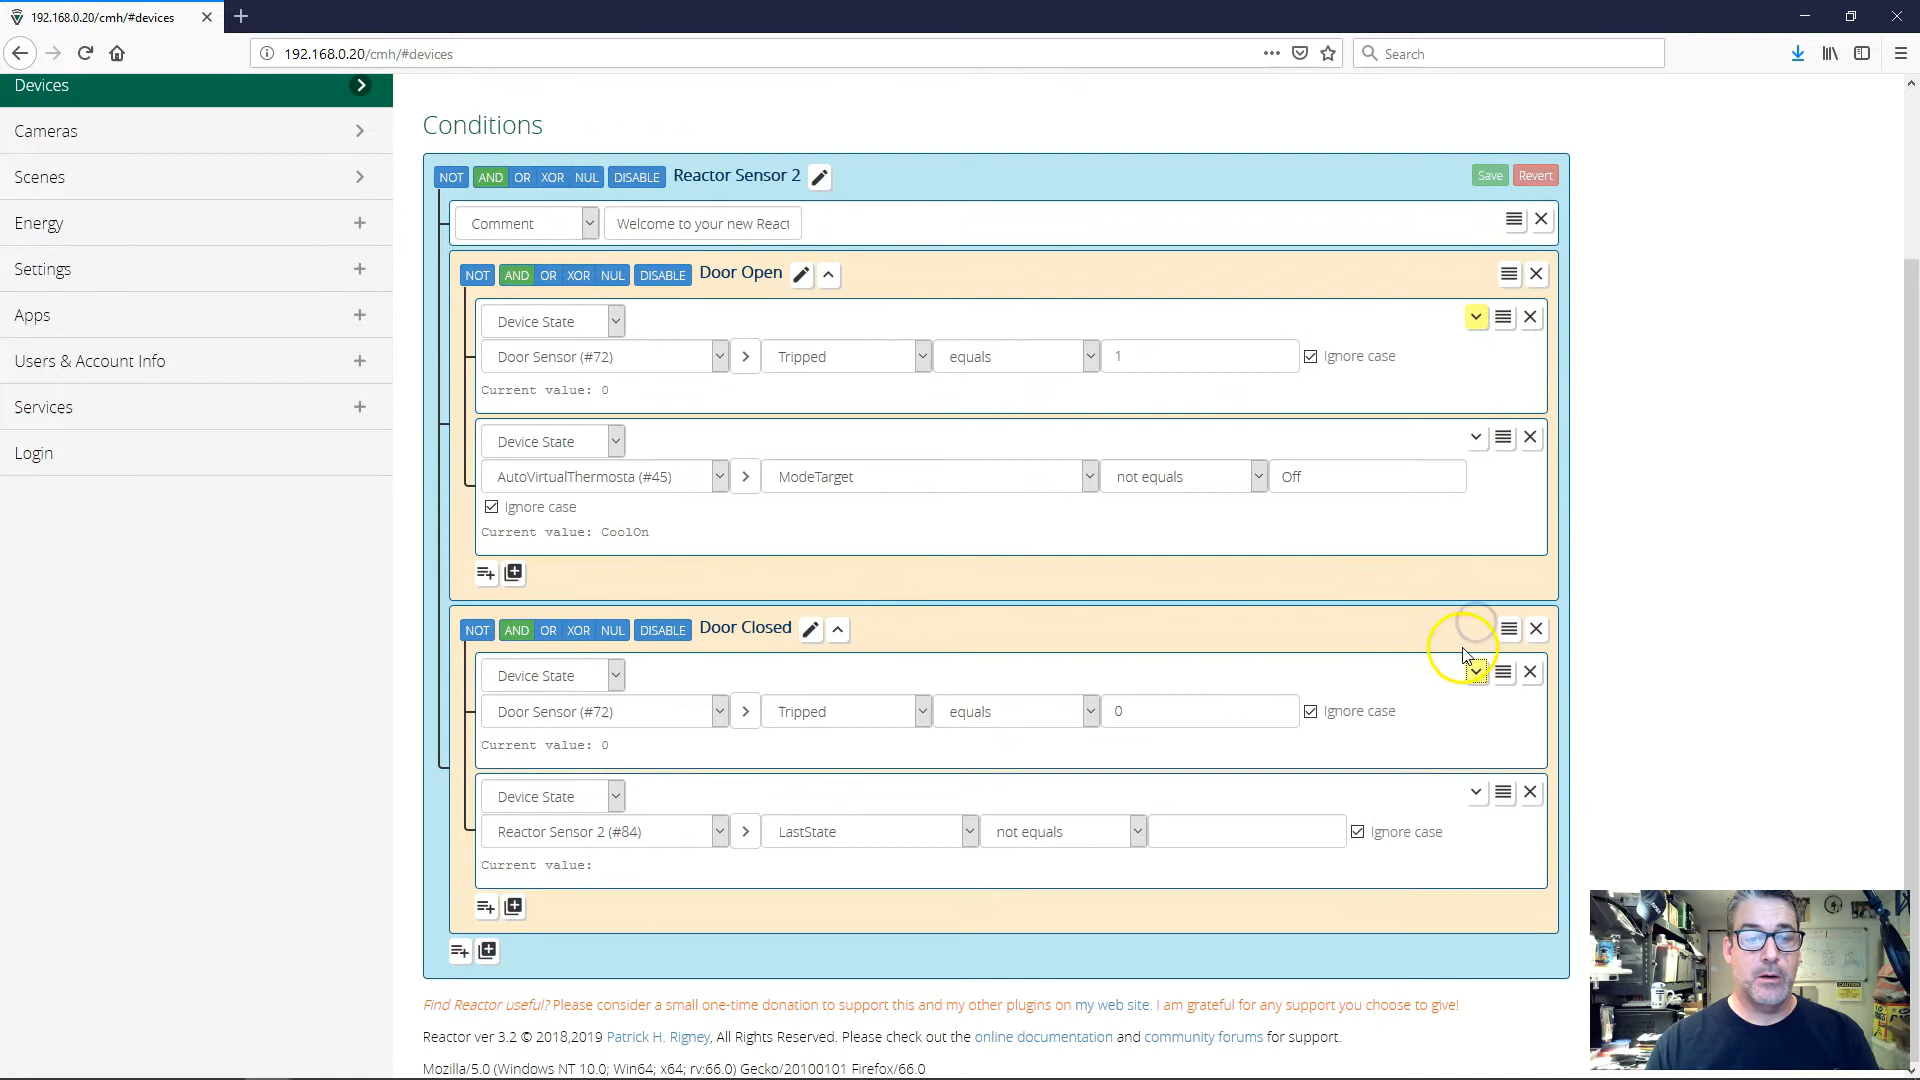 192.168.0.20/cmh/#devices
192.168.0.20/cmh/#devices
Search
Devices
Cameras
Scenes
Energy
Settings
Apps
Users & Account Info
Services
Login
Conditions
NOT AND OR XOR NUL DISABLE Reactor Sensor 2 Save Revert
Comment Welcome to your new React
NOT AND OR XOR NUL DISABLE Door Open
Device State
Door Sensor (#72) Tripped equals 1 Ignore case
Current value: 0
Device State
AutoVirtualThermosta (#45) ModeTarget not equals Off
Ignore case
Current value: CoolOn
NOT AND OR XOR NUL DISABLE Door Closed
Device State
Door Sensor (#72) Tripped equals 0 Ignore case
Current value: 0
Device State
Reactor Sensor 2 (#84) LastState not equals Ignore case
Current value:
Find Reactor useful? Please consider a small one-time donation to support this and my other plugins on my web site. I am grateful for any support you choose to give!
Reactor ver 3.2 © 2018,2019 Patrick H. Rigney, All Rights Reserved. Please check out the online documentation and community forums for support.
Mozilla/5.0 (Windows NT 10.0; Win64; x64; rv:66.0) Gecko/20100101 Firefox/66.0